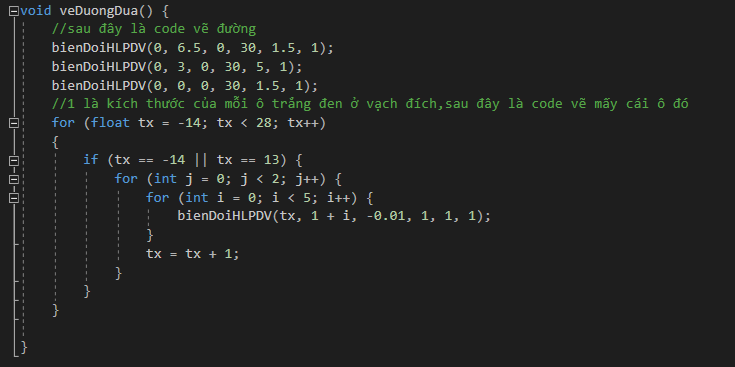 void veDuongDua() {
//sau đây là code vẽ đường
bienDoiHLPDV(0, 6.5, 0, 30, 1.5, 1);
bienDoiHLPDV(0, 3, 0, 30, 5, 1);
bienDoiHLPDV(0, 0, 0, 30, 1.5, 1);
//1 là kích thước của mỗi ô trắng đen ở vạch đích,sau đây là code vẽ mấy cái ô đó
for (float tx = -14; tx < 28; tx++)
{
if (tx == -14 || tx == 13) {
for (int j = 0; j < 2; j++) {
for (int i = 0; i < 5; i++) {
bienDoiHLPDV(tx, 1 + i, -0.01, 1, 1, 1);
}
tx = tx + 1;
}
}
}
}